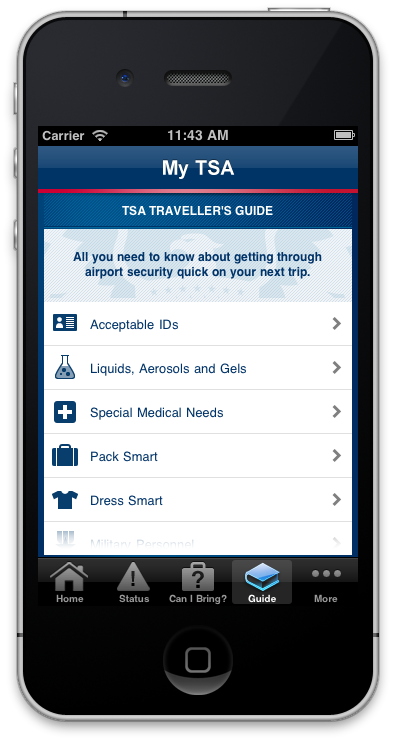 Carrier 11:43 AM
My TSA
TSA TRAVELLER'S GUIDE
All you need to know about getting through
airport security quick on your next trip.
Acceptable IDs
Liquids, Aerosols and Gels
Special Medical Needs
Pack Smart
Dress Smart
Military Personnel
Home Status Can I Bring? Guide More